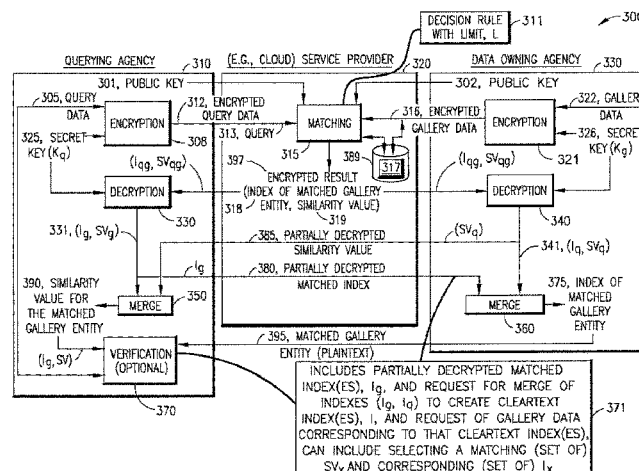 DECISION RULE
WITH LIMIT, L
311
QUERYING AGENCY
310
(E.G., CLOUD) SERVICE PROVIDER
320
DATA OWNING AGENCY
330
301, PUBLIC KEY
302, PUBLIC KEY
305, QUERY
DATA
312, ENCRYPTED
QUERY DATA
313, QUERY
MATCHING
315
316, ENCRYPTED
GALLERY DATA
322, GALLER
DATA
325, SECRET
KEY (Kq)
ENCRYPTION
308
ENCRYPTION
321
326, SECRET
KEY (Kg)
389
317
397
(Iqg, SVqg)
ENCRYPTED RESULT
(INDEX OF MATCHED GALLERY
ENTITY, SIMILARITY VALUE)
318
319
(Iqg, SVqg)
DECRYPTION
330
DECRYPTION
340
331, (Ig, SVg)
385, PARTIALLY DECRYPTED
SIMILARITY VALUE
(SVq)
341, (Iq, SVq)
Ig
380, PARTIALLY DECRYPTED
MATCHED INDEX
390, SIMILARITY
VALUE FOR
THE MATCHED
GALLERY ENTITY
MERGE
350
MERGE
360
375, INDEX OF
MATCHED
GALLERY
ENTITY
(Ig, SV)
VERIFICATION
(OPTIONAL)
370
395, MATCHED GALLERY
ENTITY (PLAINTEXT)
INCLUDES PARTIALLY DECRYPTED MATCHED
INDEX(ES), Ig, AND REQUEST FOR MERGE OF
INDEXES (Ig, Iq) TO CREATE CLEARTEXT
INDEX(ES), I, AND REQUEST OF GALLERY DATA
CORRESPONDING TO THAT CLEARTEXT INDEX(ES),
CAN INCLUDE SELECTING A MATCHING (SET OF)
SVx AND CORRESPONDING (SET OF) Ix
371